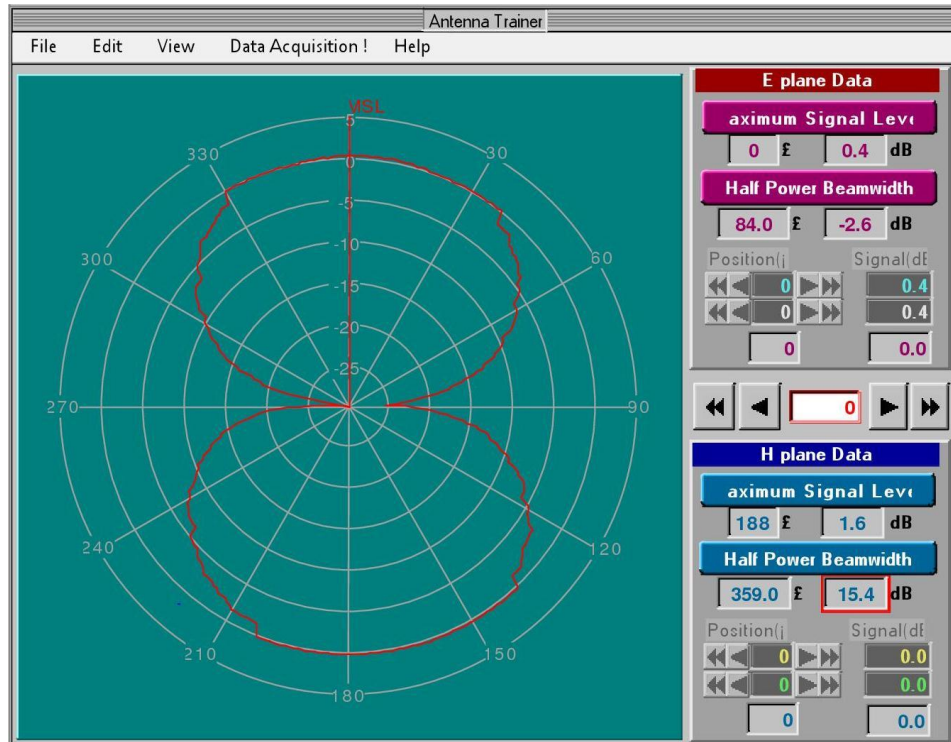 Antenna Trainer
File Edit View Data Acquisition ! Help
MSL
5
0
-5
-10
-15
-20
-25
30
60
90
120
150
180
210
240
270
300
330
E plane Data
aximum Signal Leve
0 £ 0.4 dB
Half Power Beamwidth
84.0 £ -2.6 dB
Position(¡ Signal(dE
0 0.4
0 0.4
0 0.0
0
H plane Data
aximum Signal Leve
188 £ 1.6 dB
Half Power Beamwidth
359.0 £ 15.4 dB
Position(¡ Signal(dE
0 0.0
0 0.0
0 0.0